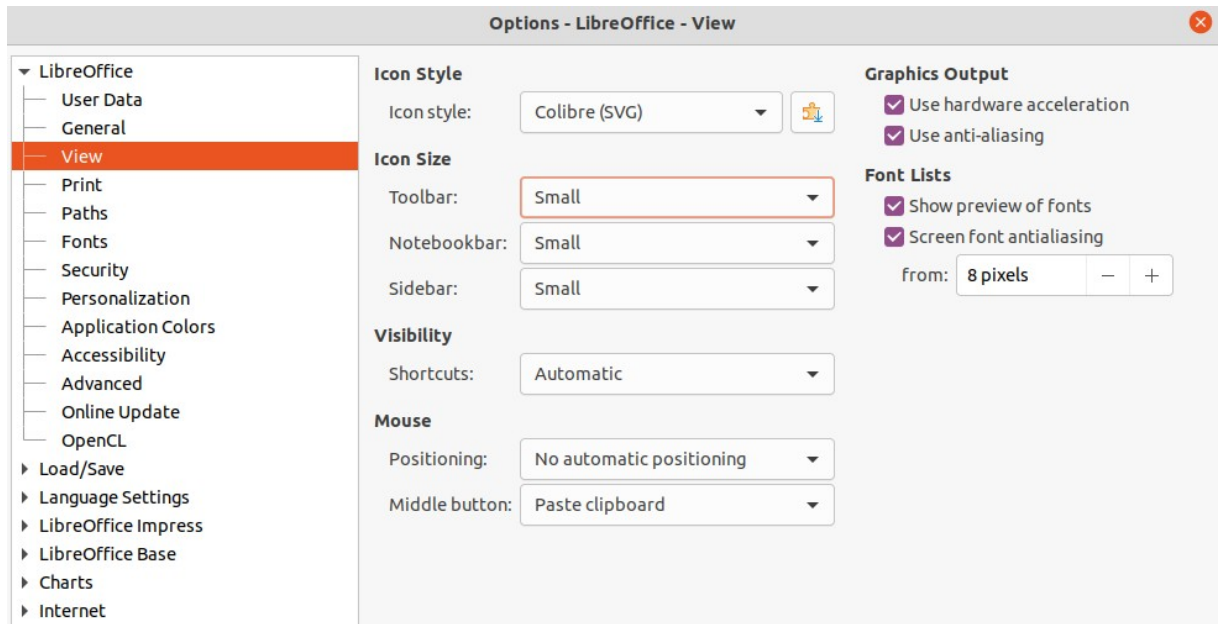 Options - LibreOffice - View
LibreOffice
User Data
General
View
Print
Paths
Fonts
Security
Personalization
Application Colors
Accessibility
Advanced
Online Update
OpenCL
Load/Save
Language Settings
LibreOffice Impress
LibreOffice Base
Charts
Internet
Icon Style
Icon style: Colibre (SVG)
Icon Size
Toolbar: Small
Notebookbar: Small
Sidebar: Small
Visibility
Shortcuts: Automatic
Mouse
Positioning: No automatic positioning
Middle button: Paste clipboard
Graphics Output
Use hardware acceleration
Use anti-aliasing
Font Lists
Show preview of fonts
Screen font antialiasing
from: 8 pixels